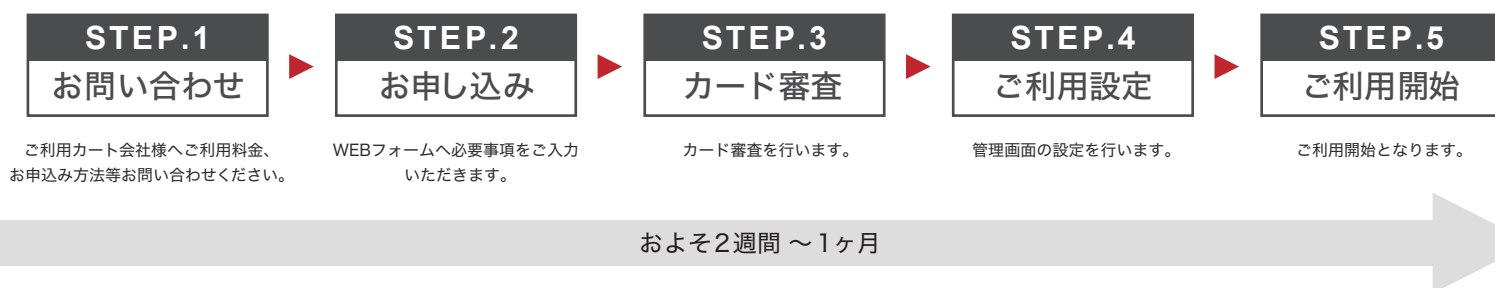 STEP.1
お問い合わせ
ご利用カート会社様へご利用料金、
お申込み方法等お問い合わせください。
STEP.2
お申し込み
WEBフォームへ必要事項をご入力
いただきます。
STEP.3
カード審査
カード審査を行います。
STEP.4
ご利用設定
管理画面の設定を行います。
STEP.5
ご利用開始
ご利用開始となります。
およそ2週間 〜 1ヶ月